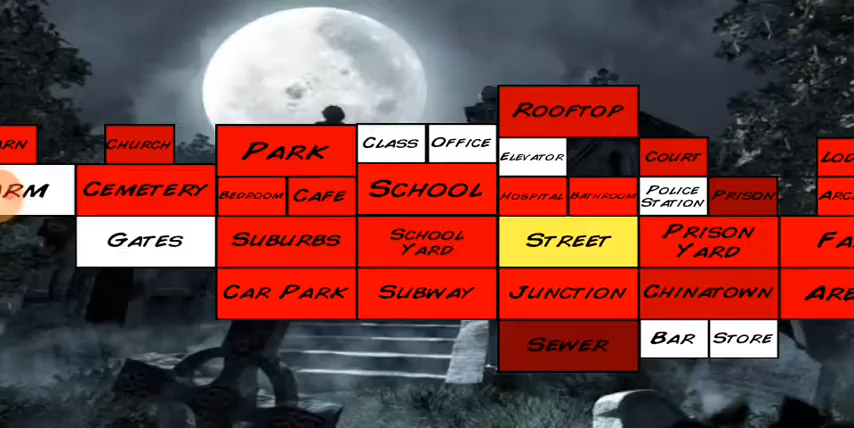 ROOFTOP
CHURCH
PARK
CLASS
OFFICE
ELEVATOR
COURT
CEMETERY
BEDROOM
CAFE
SCHOOL
HOSPITAL
BATHROOM
POLICE
STATION
PRISON
GATES
SUBURBS
SCHOOL
YARD
STREET
PRISON
YARD
CAR PARK
SUBWAY
JUNCTION
CHINATOWN
SEWER
BAR
STORE